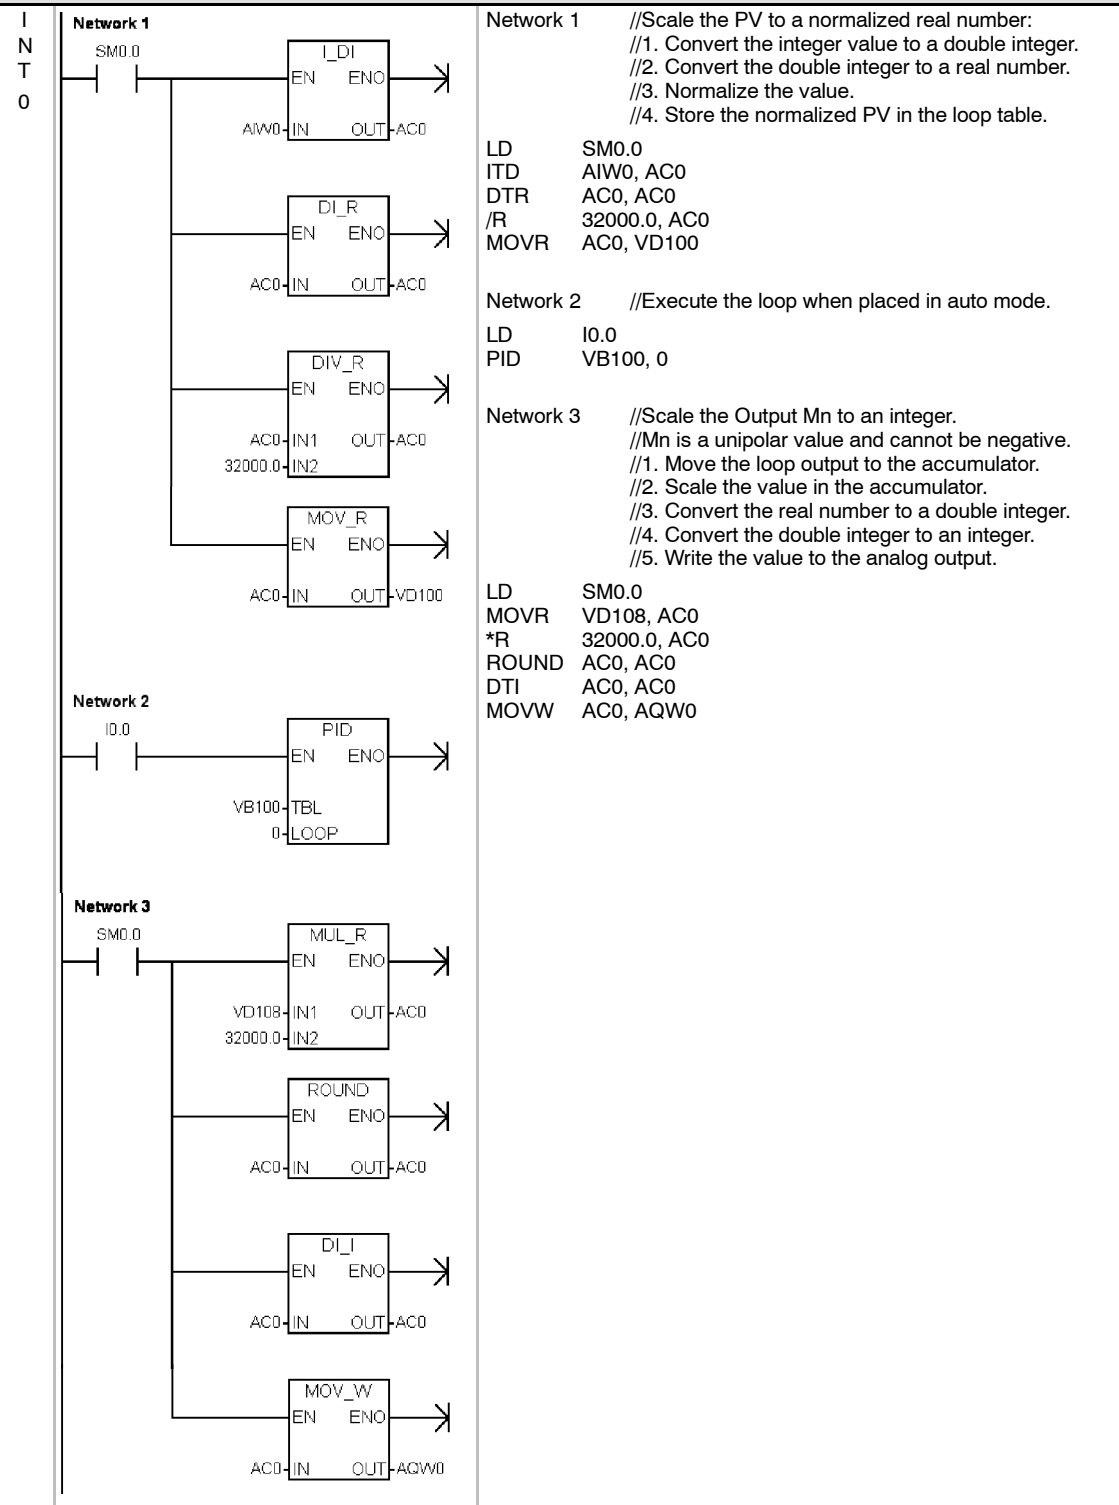 I
N
T
0
Network 1
SM0.0
I_DI
EN ENO
AIW0 IN OUT AC0
DI_R
EN ENO
AC0 IN OUT AC0
DIV_R
EN ENO
AC0 IN1 OUT AC0
32000.0 IN2
MOV_R
EN ENO
AC0 IN OUT VD100
Network 2
I0.0
PID
EN ENO
VB100 TBL
0 LOOP
Network 3
SM0.0
MUL_R
EN ENO
VD108 IN1 OUT AC0
32000.0 IN2
ROUND
EN ENO
AC0 IN OUT AC0
DI_I
EN ENO
AC0 IN OUT AC0
MOV_W
EN ENO
AC0 IN OUT AQW0
Network 1 //Scale the PV to a normalized real number:
//1. Convert the integer value to a double integer.
//2. Convert the double integer to a real number.
//3. Normalize the value.
//4. Store the normalized PV in the loop table.
LD SM0.0
ITD AIW0, AC0
DTR AC0, AC0
/R 32000.0, AC0
MOVR AC0, VD100
Network 2 //Execute the loop when placed in auto mode.
LD I0.0
PID VB100, 0
Network 3 //Scale the Output Mn to an integer.
//Mn is a unipolar value and cannot be negative.
//1. Move the loop output to the accumulator.
//2. Scale the value in the accumulator.
//3. Convert the real number to a double integer.
//4. Convert the double integer to an integer.
//5. Write the value to the analog output.
LD SM0.0
MOVR VD108, AC0
*R 32000.0, AC0
ROUND AC0, AC0
DTI AC0, AC0
MOVW AC0, AQW0